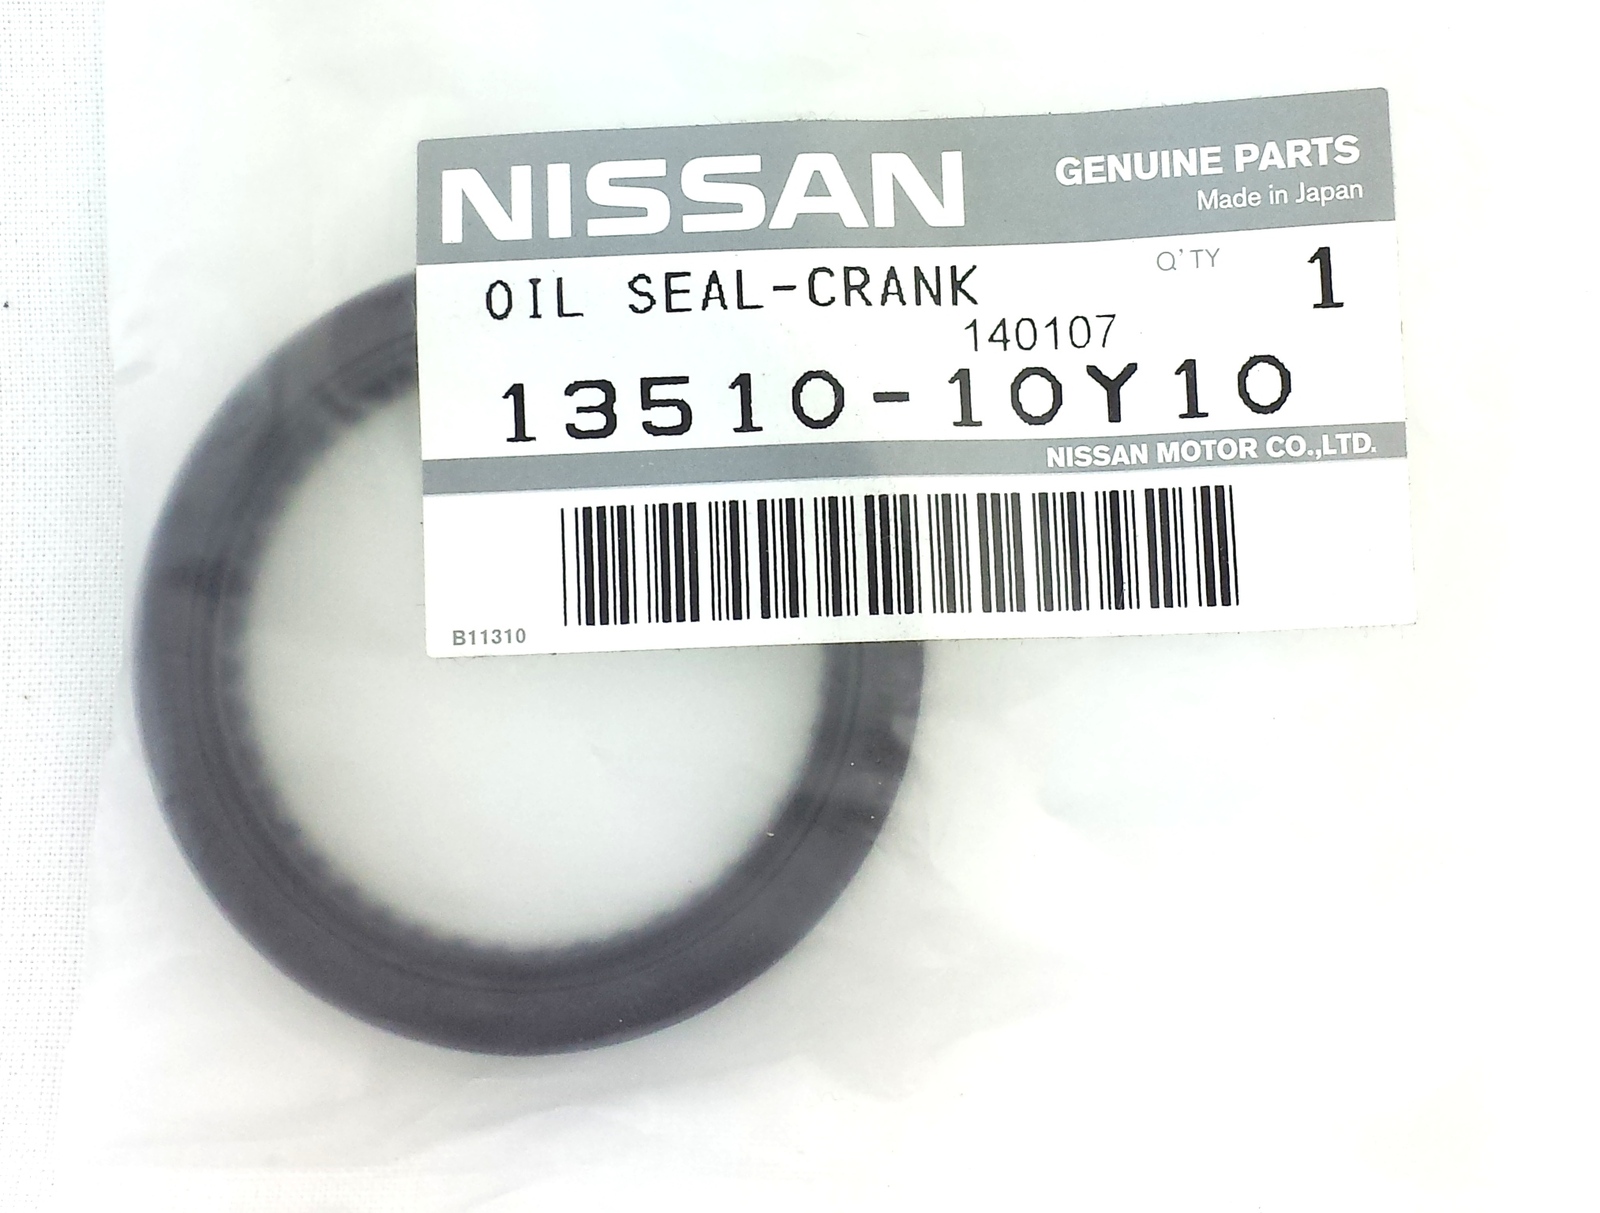 NISSAN
GENUINE PARTS
Made in Japan
OIL SEAL-CRANK
Q'TY 1
140107
13510-10Y10
NISSAN MOTOR CO.,LTD.
B11310